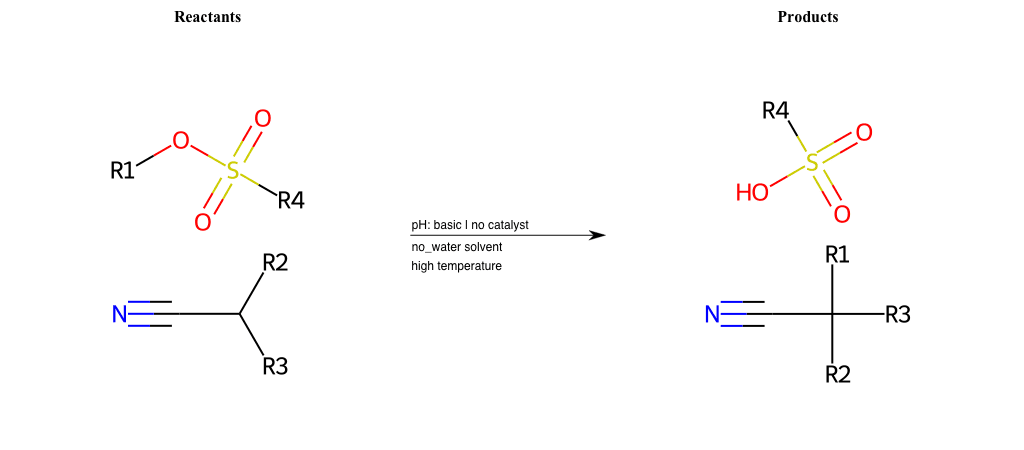 Reactants
Products
R1
O
O
S
O
R4
R4
O
S
HO
O
pH: basic | no catalyst
no_water solvent
high temperature
N
R2
R3
N
R1
R3
R2